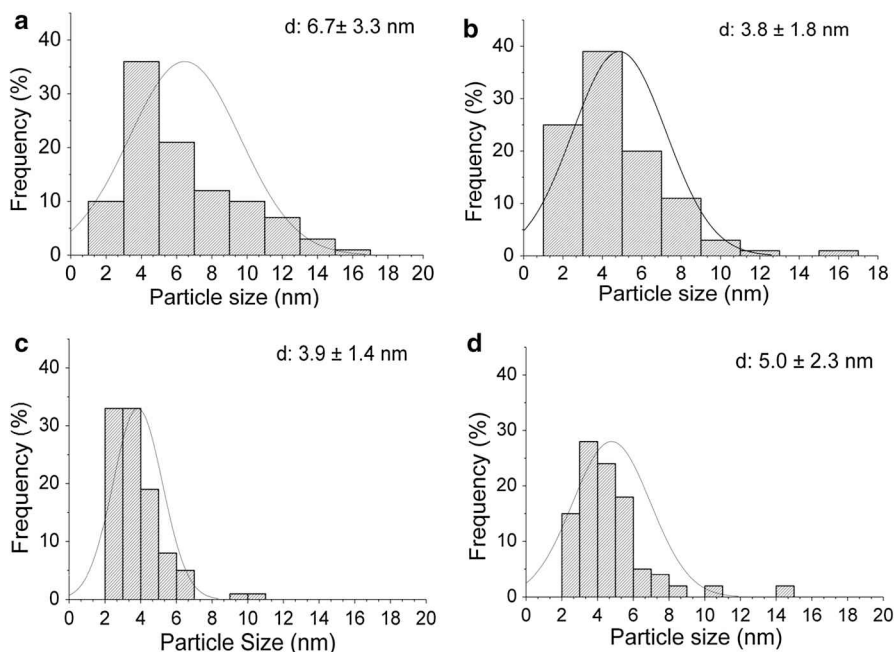 a
d: 6.7± 3.3 nm
Frequency (%)
40
30
20
10
0
0 2 4 6 8 10 12 14 16 18 20
Particle size (nm)
b
d: 3.8 ± 1.8 nm
Frequency (%)
40
30
20
10
0
0 2 4 6 8 10 12 14 16 18
Particle size (nm)
c
d: 3.9 ± 1.4 nm
Frequency (%)
40
30
20
10
0
0 2 4 6 8 10 12 14 16 18 20
Particle Size (nm)
d
d: 5.0 ± 2.3 nm
Frequency (%)
40
30
20
10
0
0 2 4 6 8 10 12 14 16 18 20
Particle size (nm)